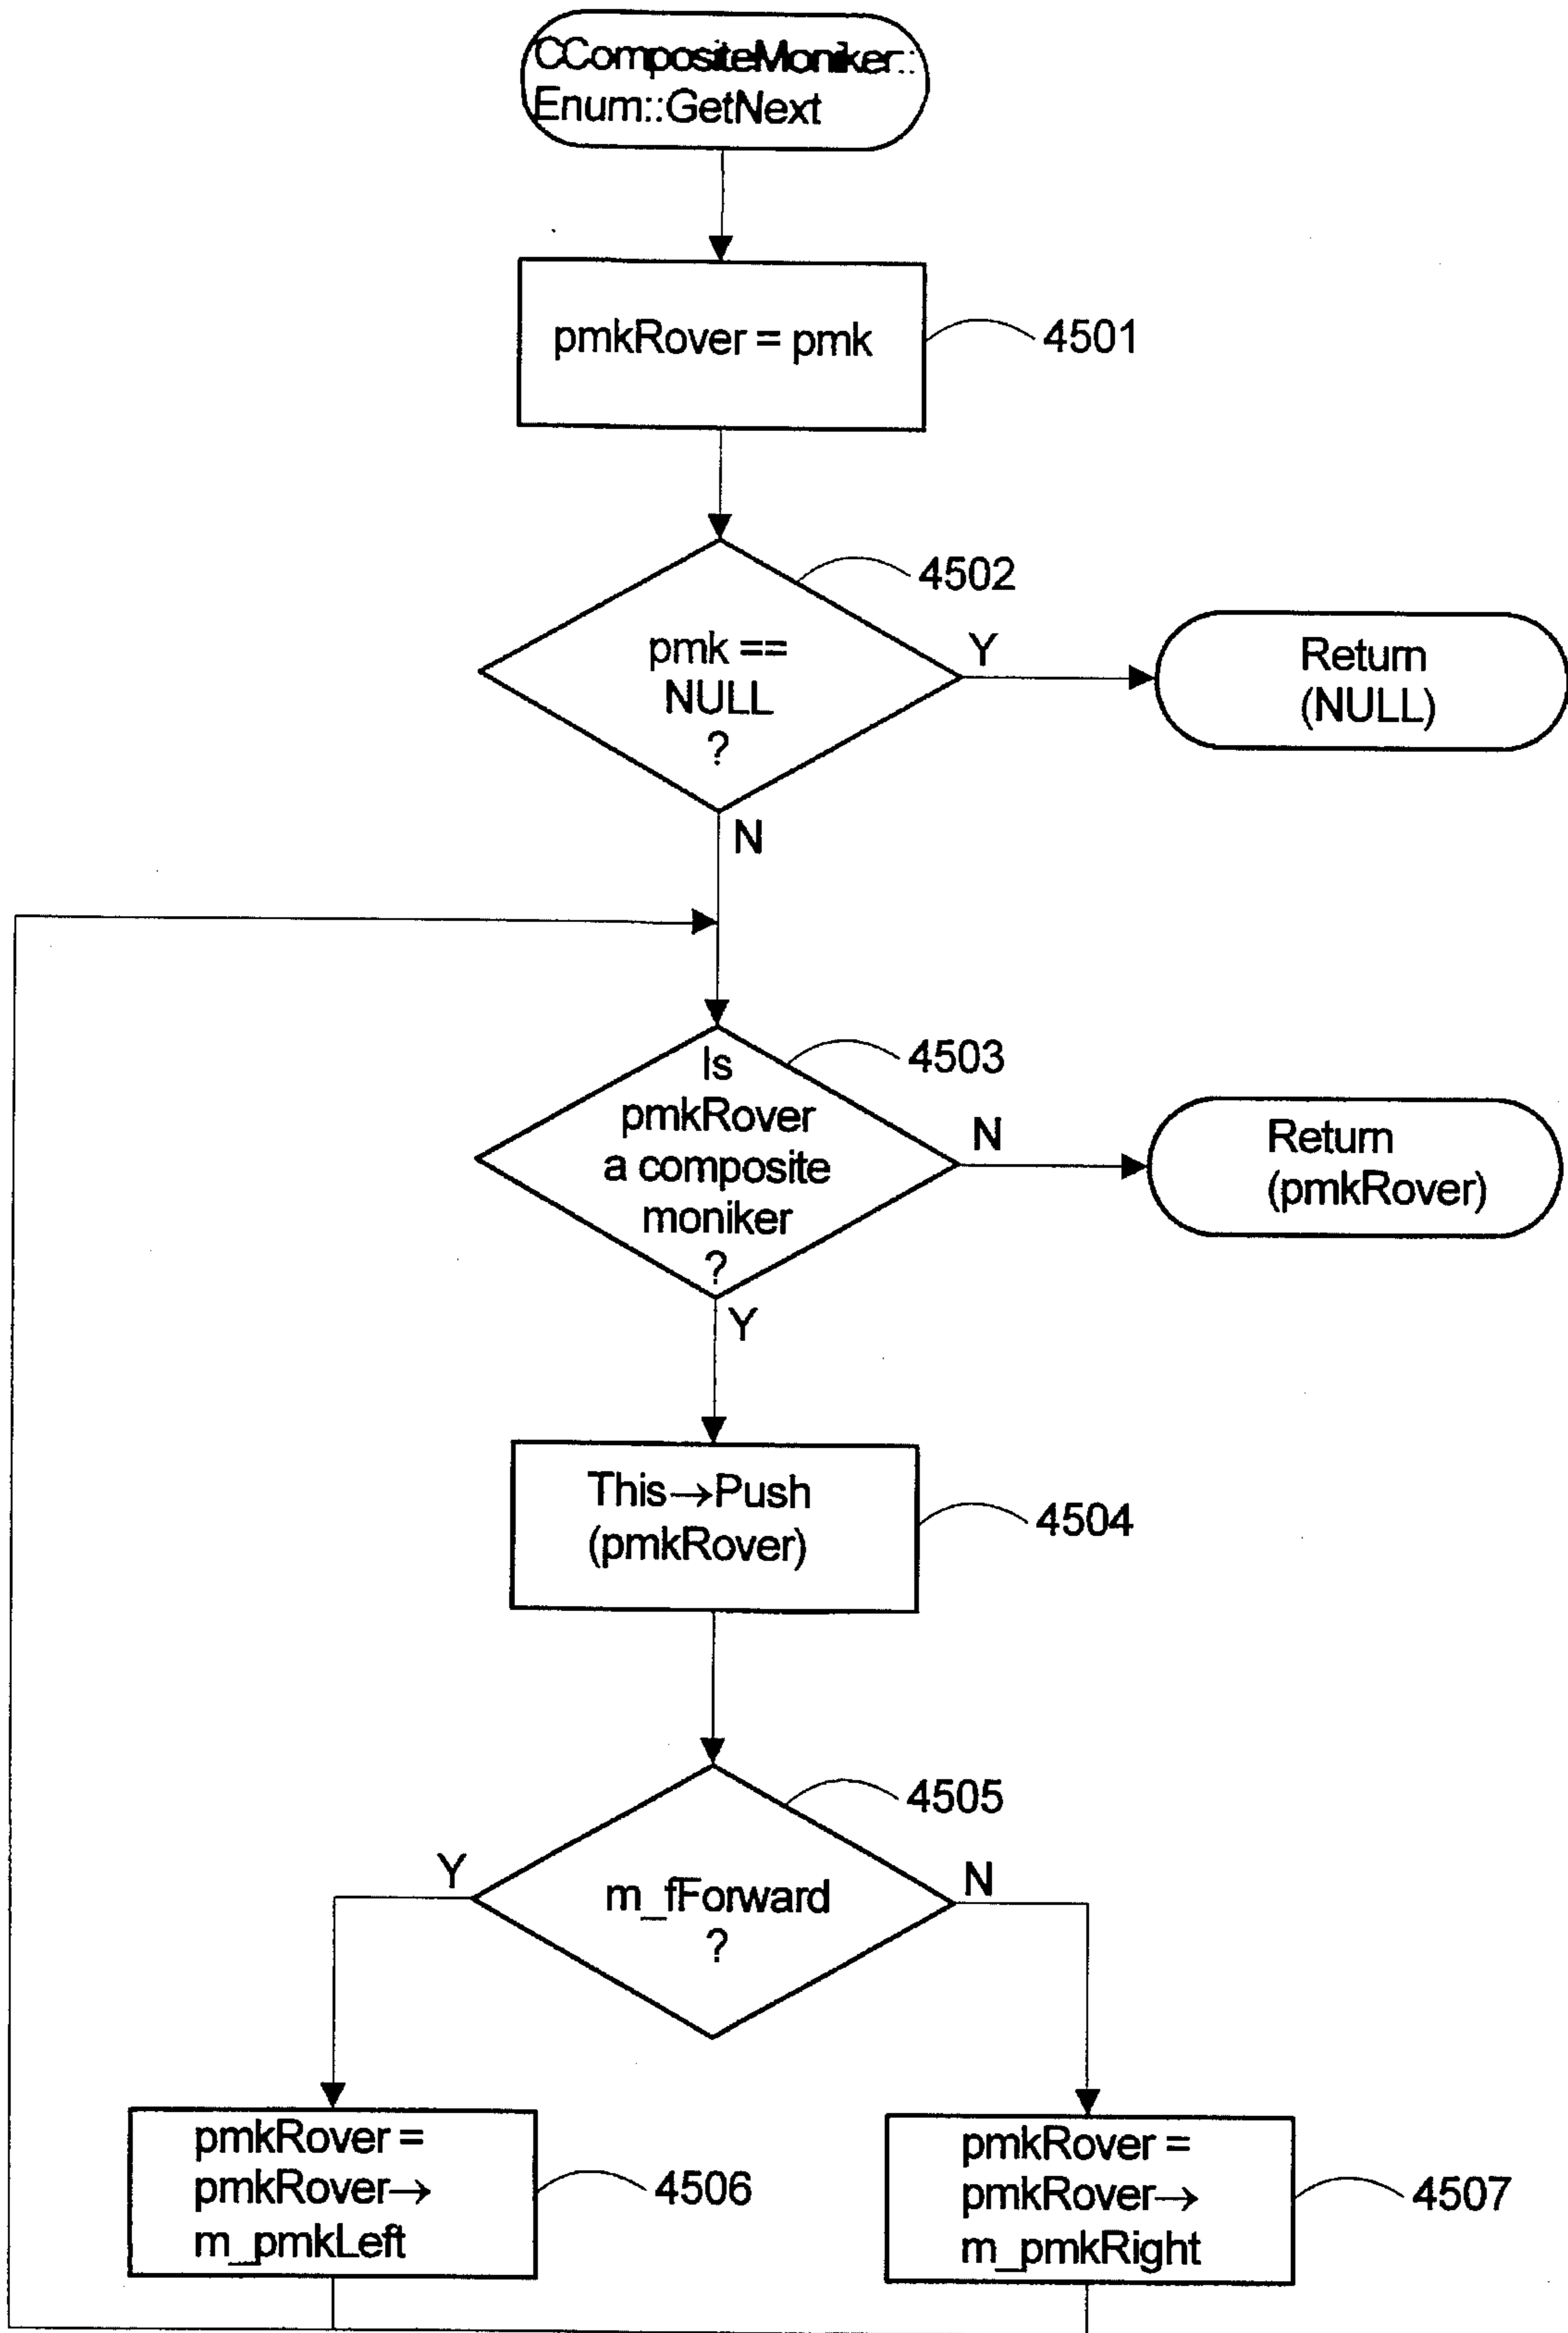 CCompositeMoniker::
Enum::GetNext
pmkRover = pmk
4501
4502
pmk ==
NULL
?
Y
Return
(NULL)
N
4503
Is
pmkRover
a composite
moniker
?
N
Return
(pmkRover)
Y
This→Push
(pmkRover)
4504
4505
m_fForward
?
Y
N
pmkRover =
pmkRover→
m_pmkLeft
4506
pmkRover =
pmkRover→
m_pmkRight
4507